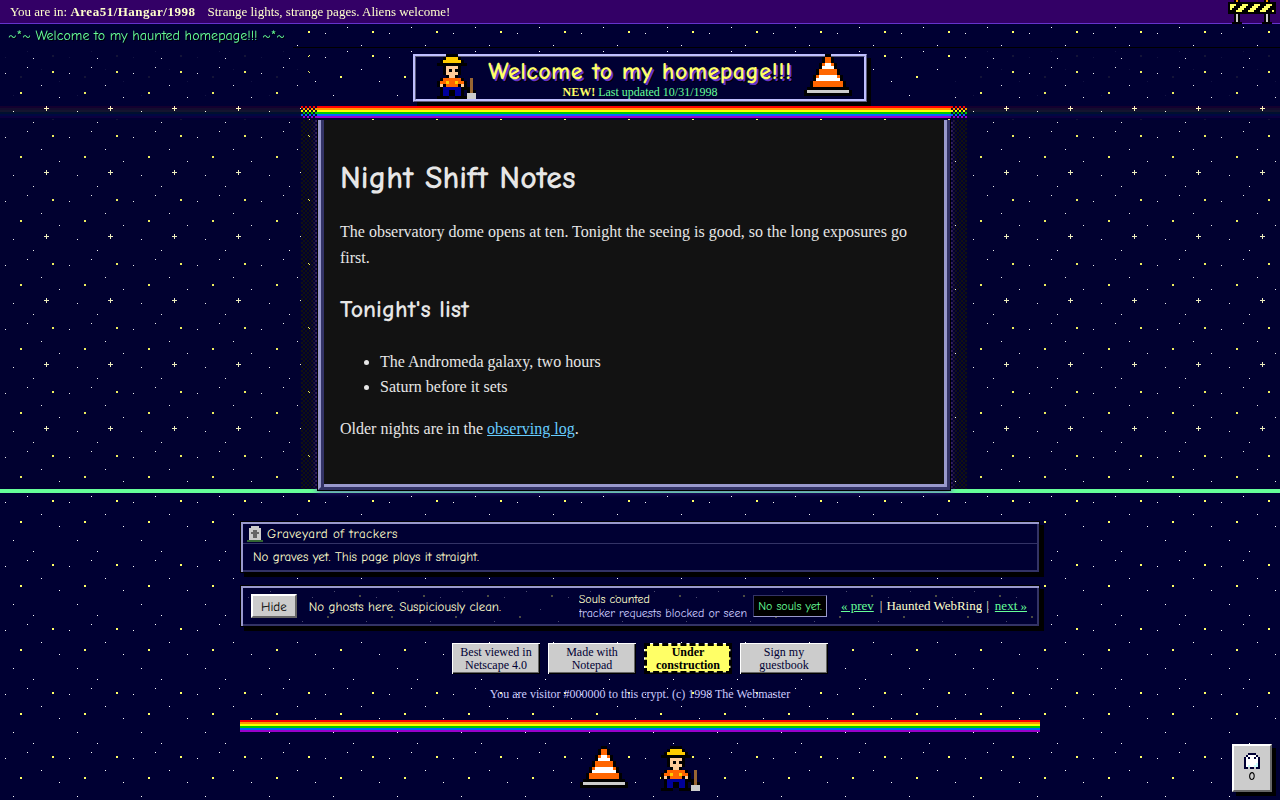 You are in: Area51/Hangar/1998 Strange lights, strange pages. Aliens welcome!
~*~ Welcome to my haunted homepage!!! ~*~
Welcome to my homepage!!!
NEW! Last updated 10/31/1998
Night Shift Notes
The observatory dome opens at ten. Tonight the seeing is good, so the long exposures go
first.
Tonight's list
• The Andromeda galaxy, two hours
• Saturn before it sets
Older nights are in the observing log.
Graveyard of trackers
No graves yet. This page plays it straight.
Hide No ghosts here. Suspiciously clean.
Souls counted
tracker requests blocked or seen
No souls yet.
« prev | Haunted WebRing | next »
Best viewed in
Netscape 4.0
Made with
Notepad
Under
construction
Sign my
guestbook
You are visitor #000000 to this crypt. (c) 1998 The Webmaster
0